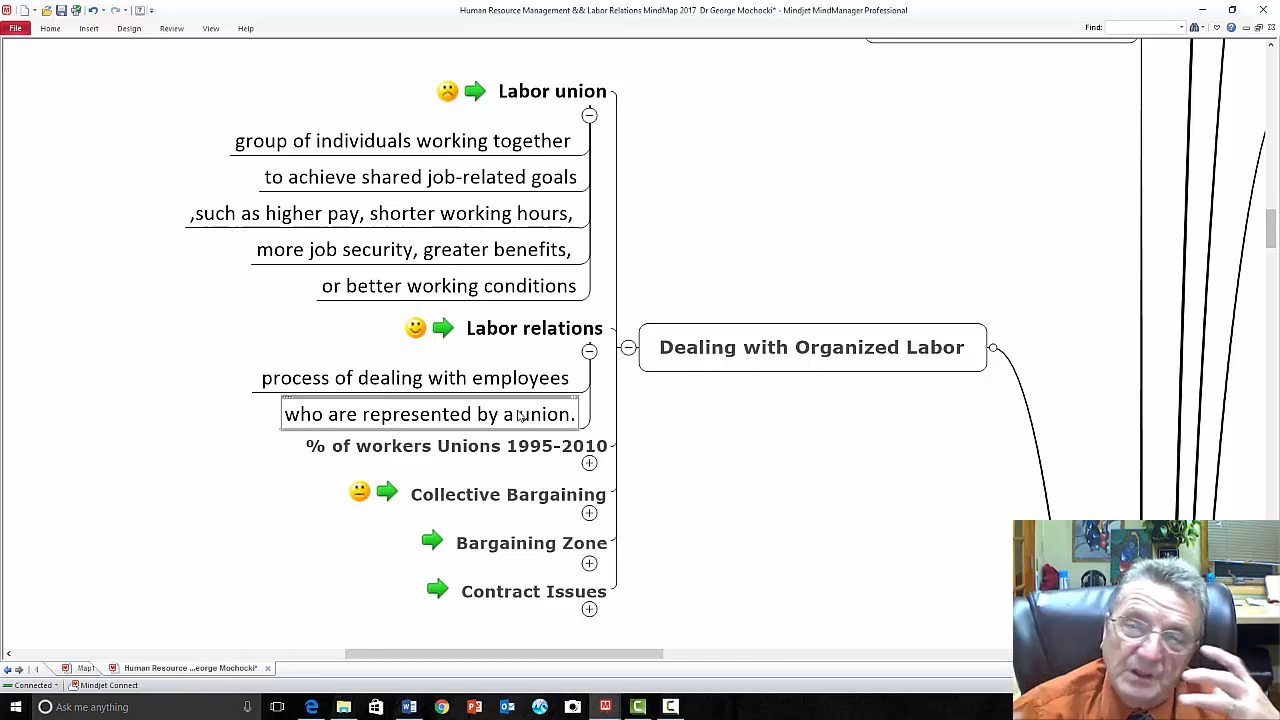 Human Resource Management && Labor Relations MindMap 2017 Dr George Mochocki* - Mindjet MindManager Professional
File Home Insert Design Review View Help Find:
Labor union
group of individuals working together
to achieve shared job-related goals
,such as higher pay, shorter working hours,
more job security, greater benefits,
or better working conditions
Labor relations
process of dealing with employees
who are represented by a union.
% of workers Unions 1995-2010
Collective Bargaining
Bargaining Zone
Contract Issues
Dealing with Organized Labor
Map1 Human Resource ...eorge Mochocki*
Connected Mindjet Connect
Ask me anything